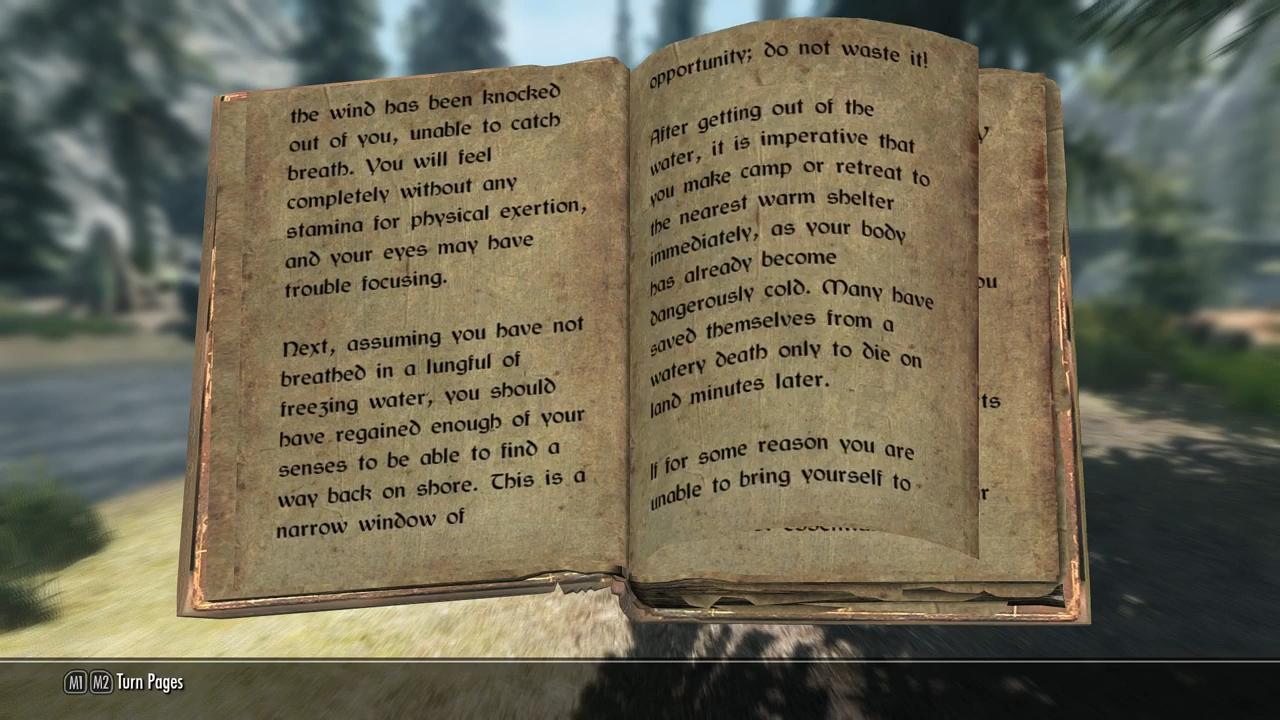 the wind has been knocked
out of you, unable to catch
breath. You will feel
completely without any
stamina for physical exertion,
and your eyes may have
trouble focusing.
Next, assuming you have not
breathed in a lungful of
freezing water, you should
have regained enough of your
senses to be able to find a
way back on shore. This is a
narrow window of
opportunity; do not waste it!
After getting out of the
water, it is imperative that
you make camp or retreat to
the nearest warm shelter
immediately, as your body
has already become
dangerously cold. Many have
saved themselves from a
watery death only to die on
land minutes later.
If for some reason you are
unable to bring yourself to
y
ou
ts
r
M1 M2 Turn Pages